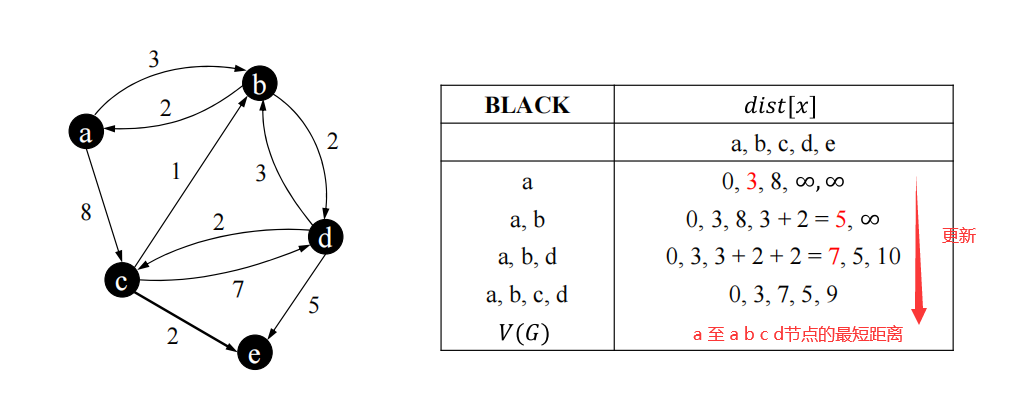 3
b
2
a
2
1
3
8
2
d
c
7
5
2
e
BLACK dist[x]
a, b, c, d, e
a 0, 3, 8, ∞, ∞
a, b 0, 3, 8, 3 + 2 = 5, ∞
a, b, d 0, 3, 3 + 2 + 2 = 7, 5, 10
a, b, c, d 0, 3, 7, 5, 9
V(G) a 至 a b c d节点的最短距离
更新